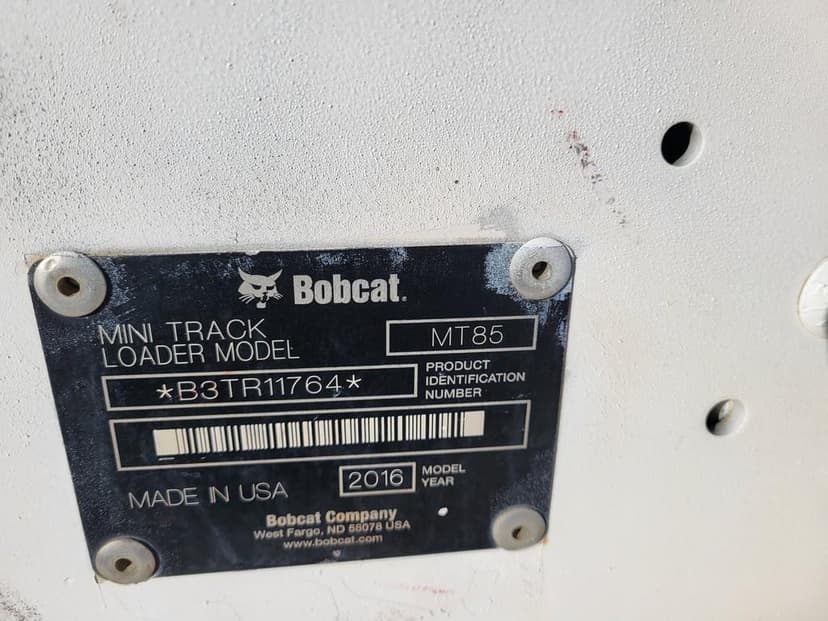 Bobcat.
MINI TRACK
LOADER MODEL
MT85
*B3TR11764*
PRODUCT
IDENTIFICATION
NUMBER
2016
MODEL
YEAR
MADE IN USA
Bobcat Company
West Fargo, ND 58078 USA
www.bobcat.com